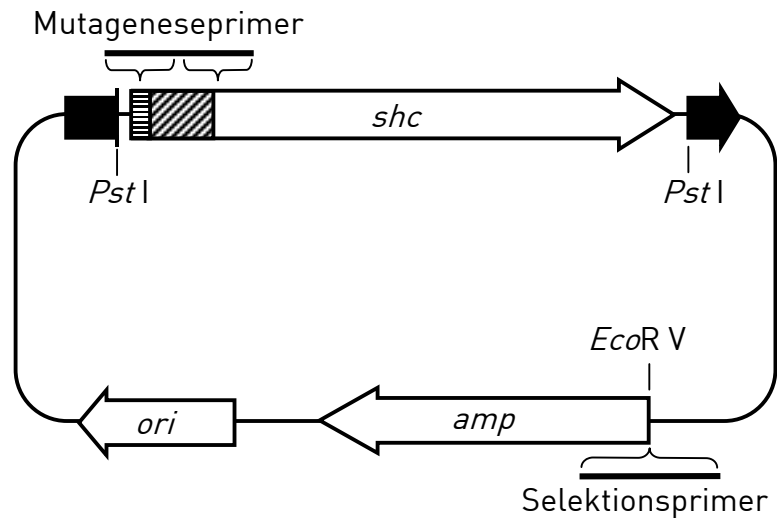 Mutageneseprimer
shc
Pst I
Pst I
EcoR V
ori
amp
Selektionsprimer